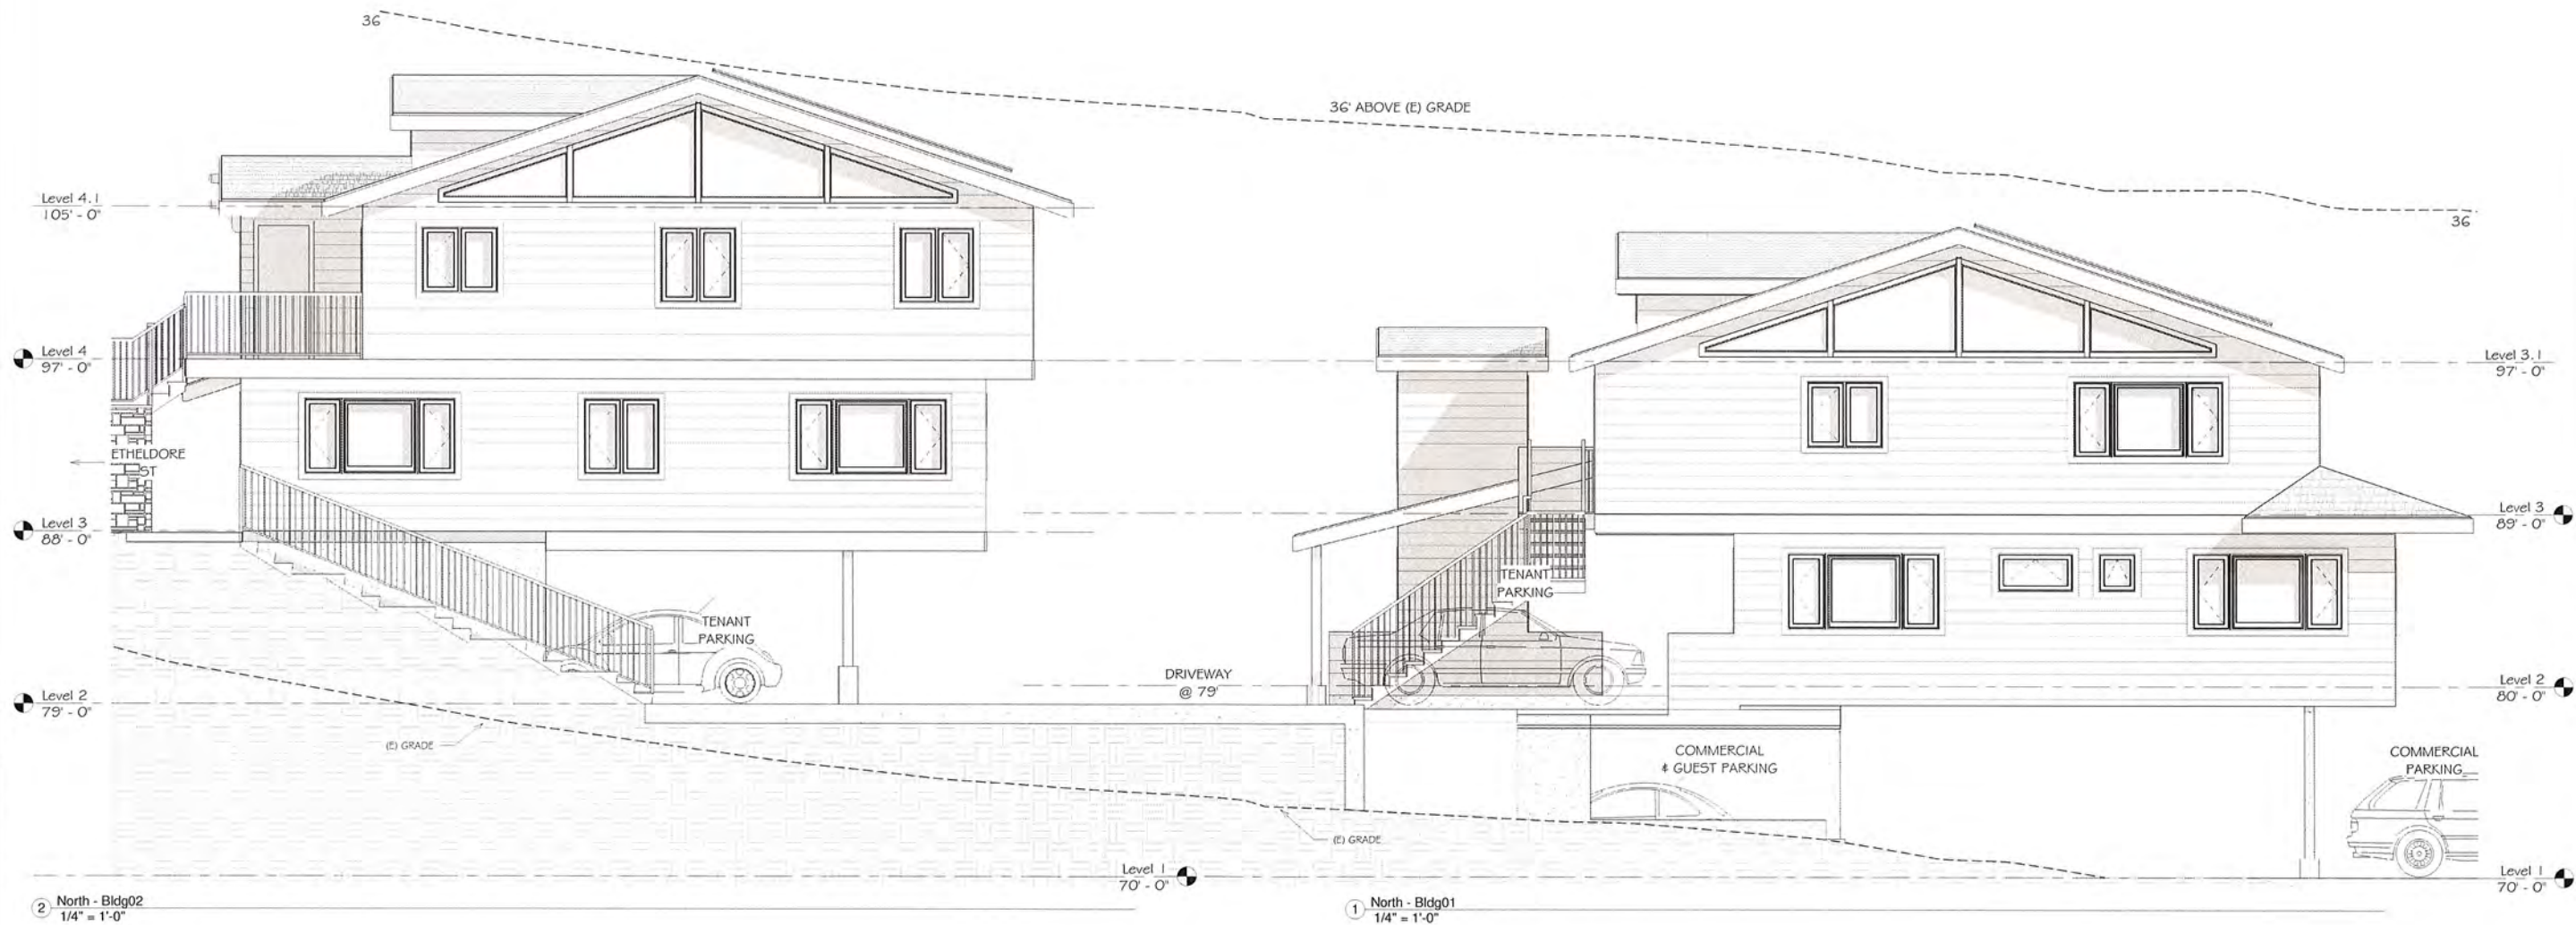 36
36' ABOVE (E) GRADE
36
Level 4.1
105' - 0"
Level 4
97' - 0"
Level 3.1
97' - 0"
ETHELDORE
ST
Level 3
88' - 0"
Level 3
89' - 0"
TENANT
PARKING
TENANT
PARKING
DRIVEWAY
@ 79'
Level 2
79' - 0"
Level 2
80' - 0"
(E) GRADE
COMMERCIAL
& GUEST PARKING
COMMERCIAL
PARKING
(E) GRADE
Level 1
70' - 0"
Level 1
70' - 0"
2 North - Bldg02
1/4" = 1'-0"
1 North - Bldg01
1/4" = 1'-0"